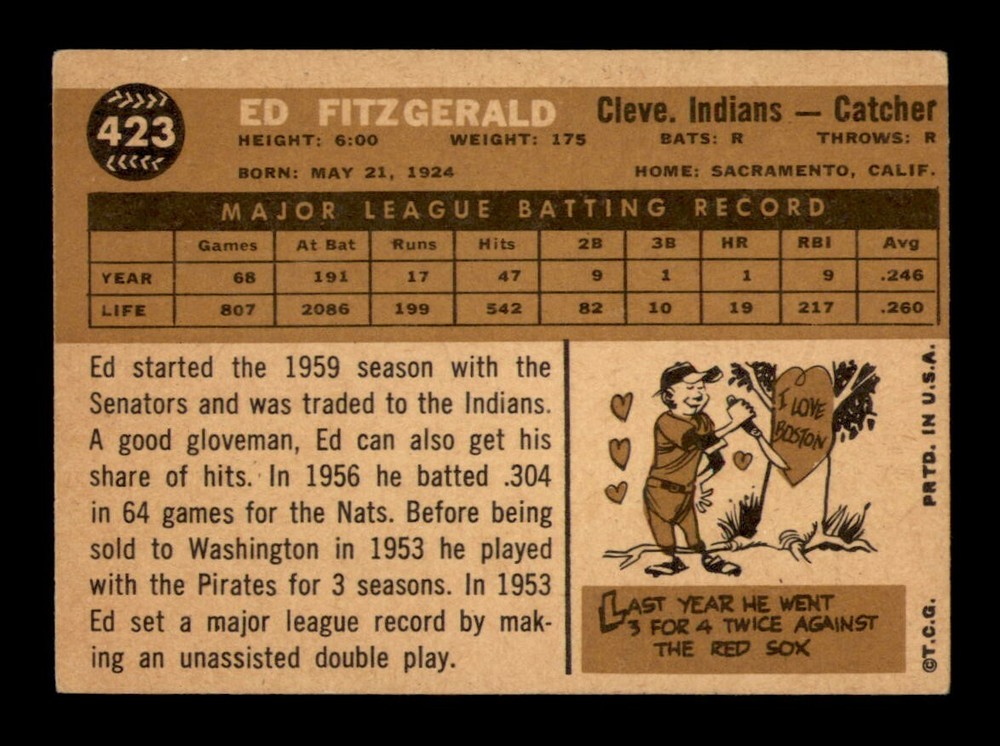 423
ED FITZGERALD Cleve. Indians — Catcher
HEIGHT: 6:00 WEIGHT: 175 BATS: R THROWS: R
BORN: MAY 21, 1924 HOME: SACRAMENTO, CALIF.
MAJOR LEAGUE BATTING RECORD
Games At Bat Runs Hits 2B 3B HR RBI Avg
YEAR 68 191 17 47 9 1 1 9 .246
LIFE 807 2086 199 542 82 10 19 217 .260
Ed started the 1959 season with the
Senators and was traded to the Indians.
A good gloveman, Ed can also get his
share of hits. In 1956 he batted .304
in 64 games for the Nats. Before being
sold to Washington in 1953 he played
with the Pirates for 3 seasons. In 1953
Ed set a major league record by mak-
ing an unassisted double play.
I LOVE
BOSTON
LAST YEAR HE WENT
3 FOR 4 TWICE AGAINST
THE RED SOX
©T.C.G. PRTD. IN U.S.A.